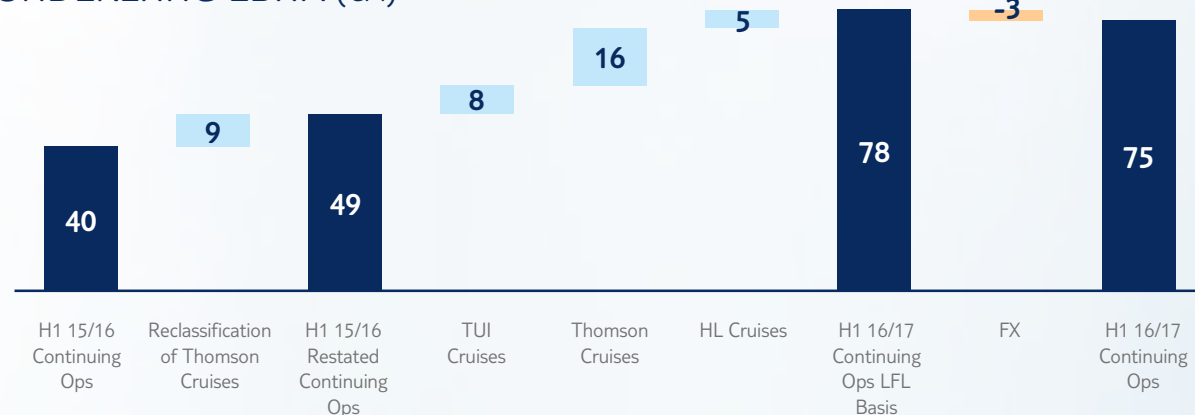 5
-3
16
8
9
78
75
49
40
H1 15/16
Continuing
Ops
Reclassification
of Thomson
Cruises
H1 15/16
Restated
Continuing
Ops
TUI
Cruises
Thomson
Cruises
HL Cruises
H1 16/17
Continuing
Ops LFL
Basis
FX
H1 16/17
Continuing
Ops